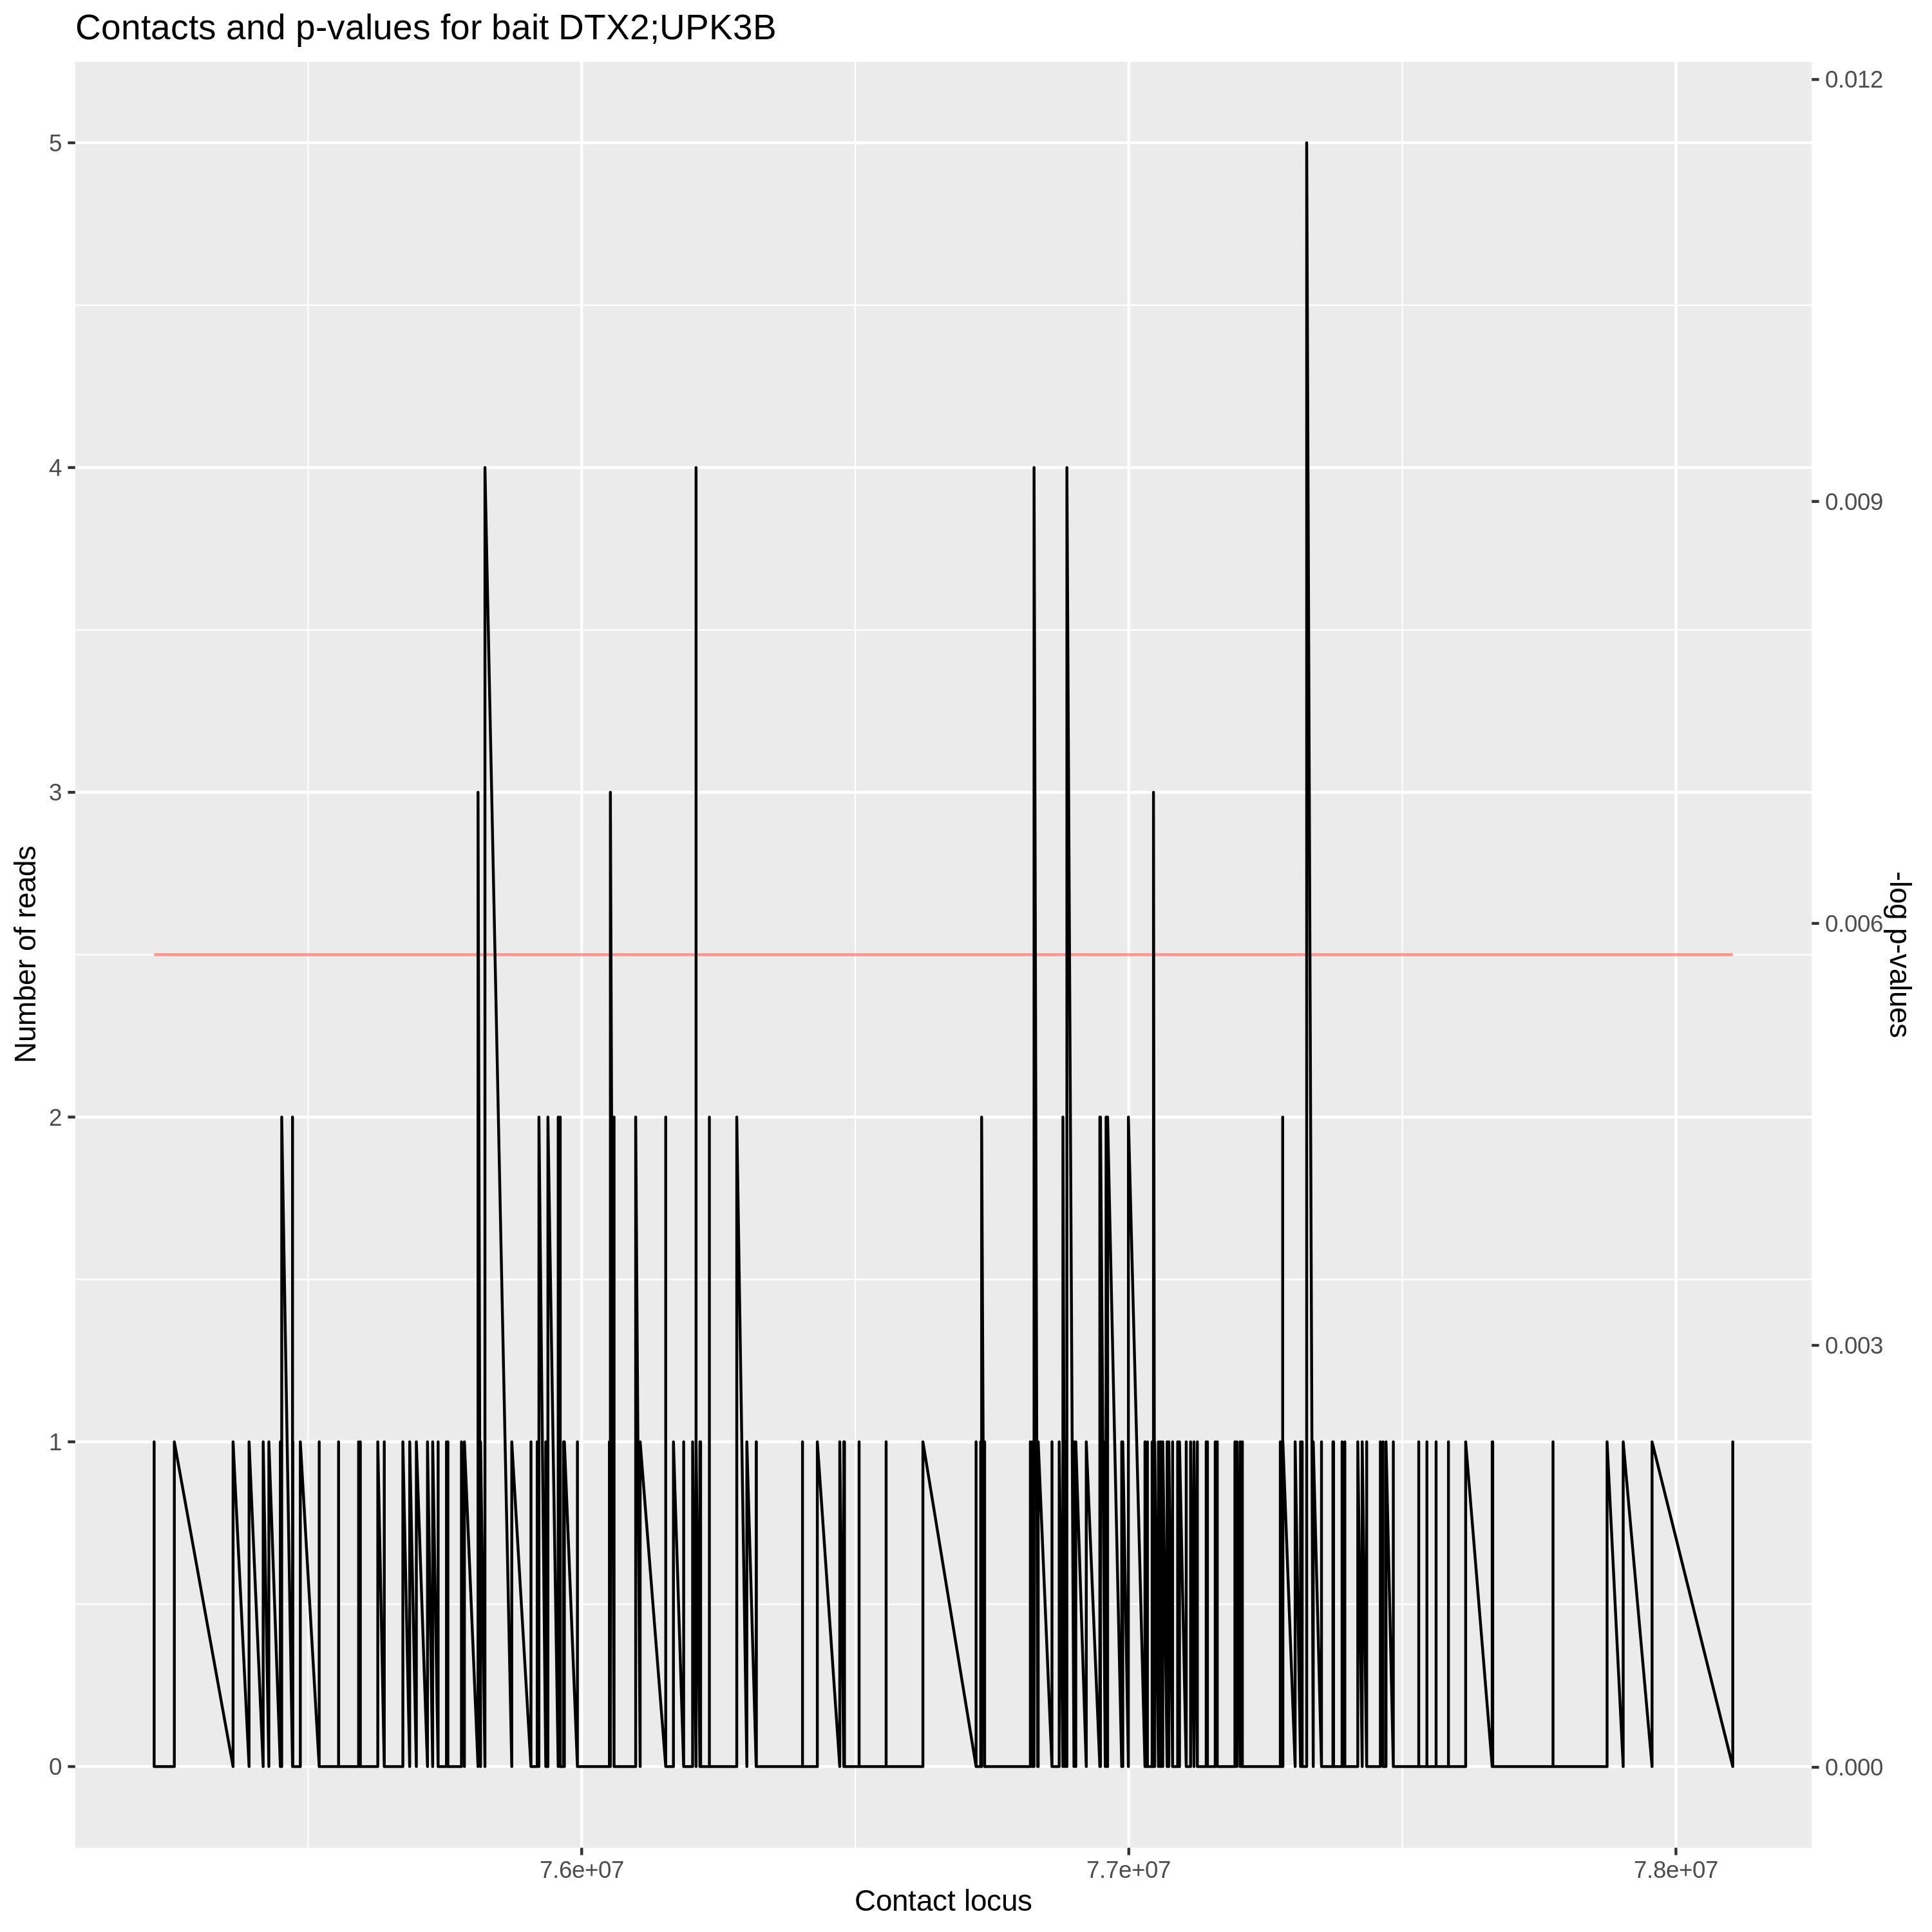 Contacts and p-values for bait DTX2;UPK3B
5
4
3
2
1
0
Number of reads
0.012
0.009
0.006
0.003
0.000
-log p-values
7.6e+07
7.7e+07
7.8e+07
Contact locus